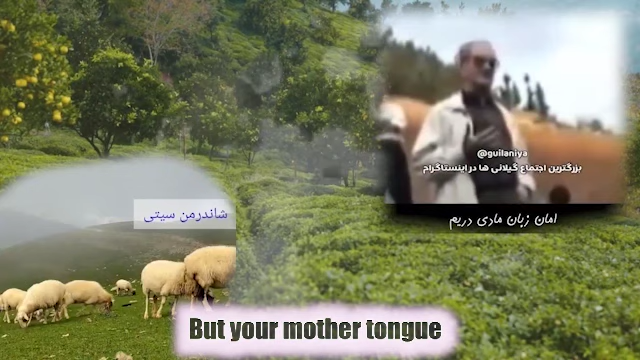 @guilaniya
بزرگترین اجتماع گیلانی ها در اینستاگرام
امان زبان مادی دریم
شاندرمن سیتی
But your mother tongue